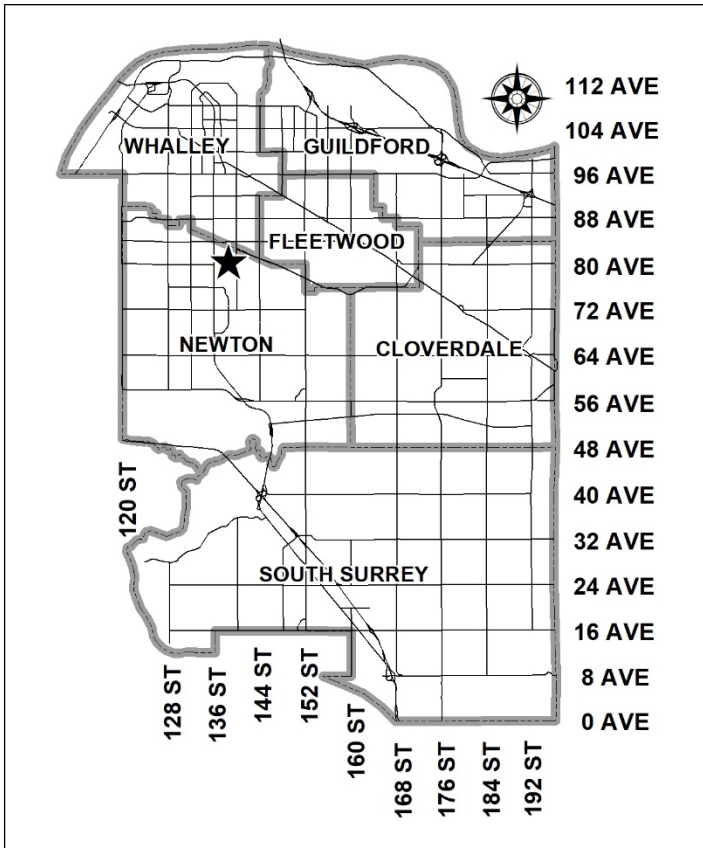 112 AVE
104 AVE
WHALLEY
GUILDFORD
96 AVE
88 AVE
FLEETWOOD
80 AVE
72 AVE
NEWTON
CLOVERDALE
64 AVE
56 AVE
48 AVE
120 ST
40 AVE
32 AVE
SOUTH SURREY
24 AVE
16 AVE
128 ST
136 ST
144 ST
152 ST
8 AVE
160 ST
0 AVE
168 ST
176 ST
184 ST
192 ST